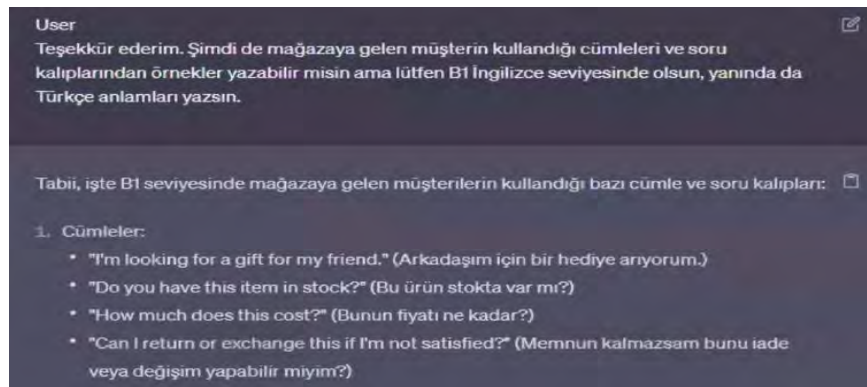 User
Teşekkür ederim. Şimdi de mağazaya gelen müşterin kullandığı cümleleri ve soru
kalıplarından örnekler yazabilir misin ama lütfen B1 İngilizce seviyesinde olsun, yanında da
Türkçe anlamları yazsın.
Tabii, işte B1 seviyesinde mağazaya gelen müşterilerin kullandığı bazı cümle ve soru kalıpları:
1. Cümleler:
• "I'm looking for a gift for my friend." (Arkadaşım için bir hediye arıyorum.)
• "Do you have this item in stock?" (Bu ürün stokta var mı?)
• "How much does this cost?" (Bunun fiyatı ne kadar?)
• "Can I return or exchange this if I'm not satisfied?" (Memnun kalmazsam bunu iade
veya değişim yapabilir miyim?)